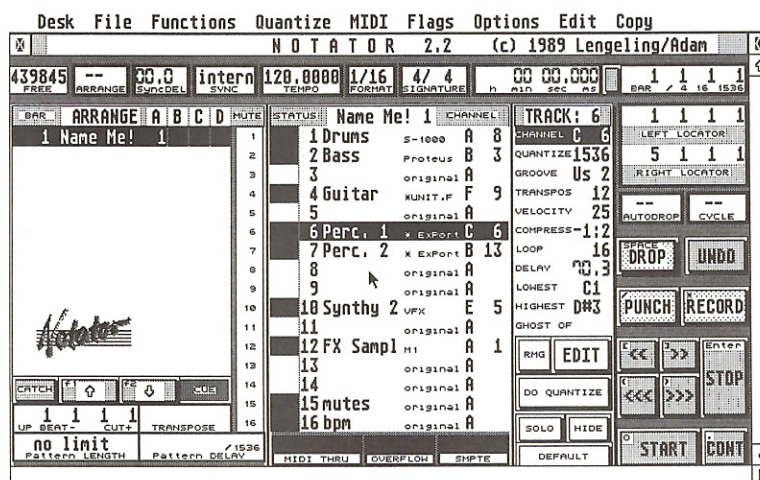 Desk File Functions Quantize MIDI Flags Options Edit Copy
NOTATOR 2.2 (c) 1989 Lengeling/Adam
439845 -- 00.0 intern 120.0000 1/16 4/ 4 00 00.000 1 1 1 1
FREE ARRANGE SyncDEL SYNC TEMPO FORMAT SIGNATURE h min sec ms BAR / 4 16 1536
BAR ARRANGE A B C D MUTE
1 Name Me! 1
1
2
3
4
5
6
7
8
9
10
11
12
13
14
15
16
Notator
CATCH f1 f2 CUE
1 1 1 1
UP BEAT- CUT+ TRANSPOSE
no limit /1536
Pattern LENGTH Pattern DELAY
STATUS Name Me! 1 CHANNEL
1 Drums S-1000 A 8
2 Bass Proteus B 3
3 original A
4 Guitar XUNIT.F F 9
5 original A
6 Perc. 1 * ExPort C 6
7 Perc. 2 * ExPort B 13
8 original A
9 original A
10 Synthy 2 VFX E 5
11 original A
12 FX Sampl M1 A 1
13 original A
14 original A
15 mutes original A
16 bpm original A
MIDI THRU OVERFLOW SMPTE
TRACK: 6
CHANNEL C 6
QUANTIZE 1536
GROOVE Us 2
TRANSPOS 12
VELOCITY 25
COMPRESS-1:2
LOOP 16
DELAY 70.3
LOWEST C1
HIGHEST D#3
GHOST OF
RMG EDIT
DO QUANTIZE
SOLO HIDE
DEFAULT
1 1 1 1
LEFT LOCATOR
5 1 1 1
RIGHT LOCATOR
-- --
AUTODROP CYCLE
SPACE
DROP UNDO
PUNCH RECORD
<< >> Enter
<<< >>> STOP
START CONT